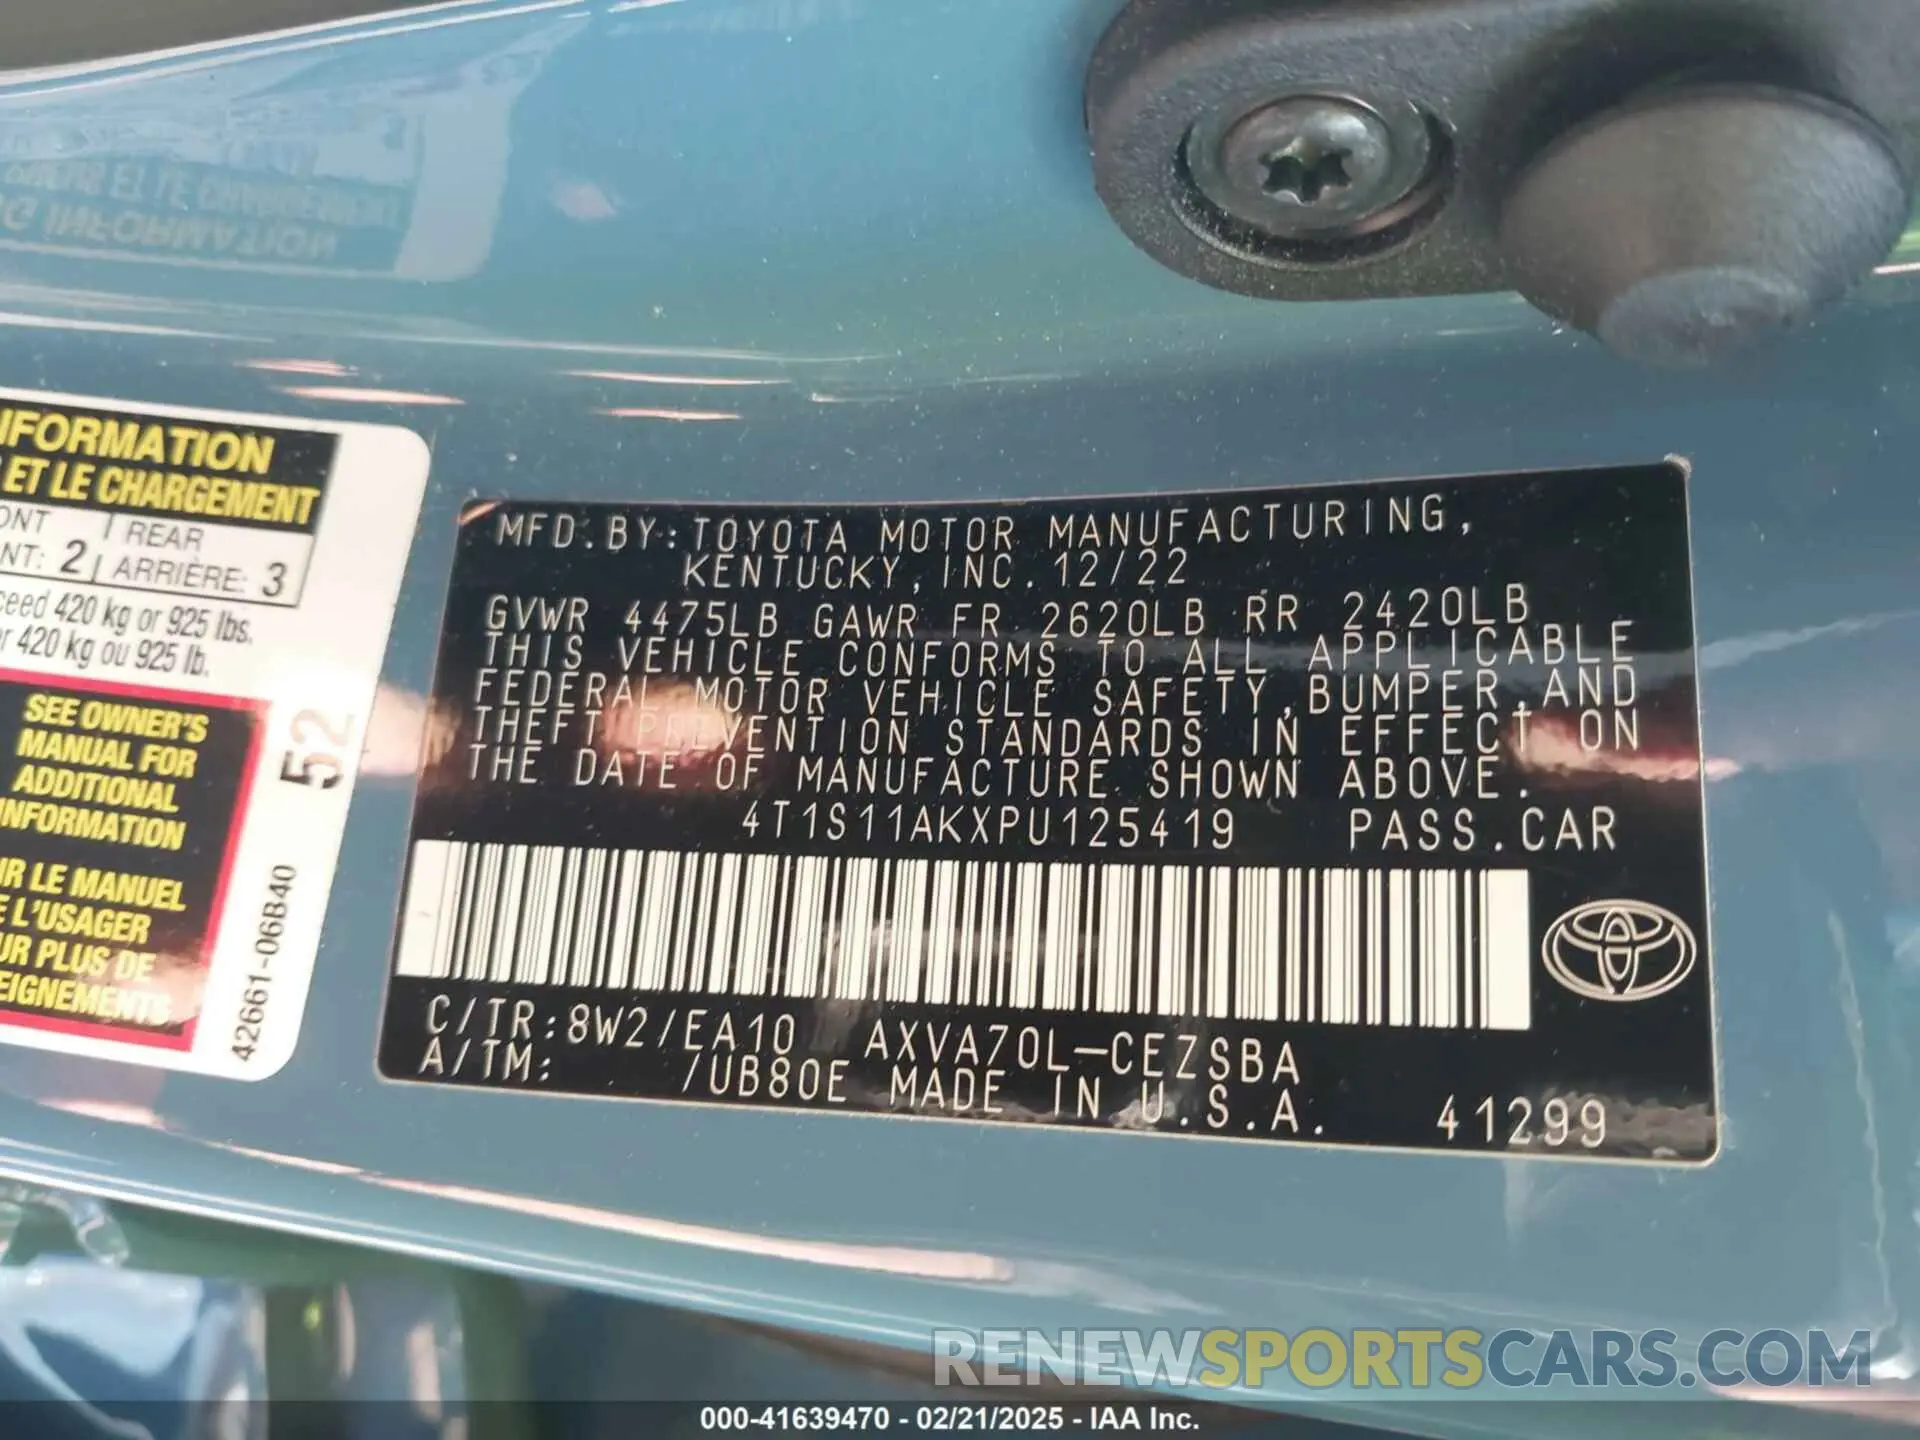 INFORMATION
ET LE CHARGEMENT
REAR
2 ARRIÈRE: 3
420 kg or 925 lbs.
420 kg ou 925 lb.
SEE OWNER'S
MANUAL FOR
ADDITIONAL
INFORMATION
LE MANUEL
L'USAGER
PLUS DE
52
42661-06B40
MFD.BY:TOYOTA MOTOR MANUFACTURING,
KENTUCKY,INC.12/22
GVWR 4475LB GAWR FR 2620LB RR 2420LB
THIS VEHICLE CONFORMS TO ALL APPLICABLE
FEDERAL MOTOR VEHICLE SAFETY,BUMPER,AND
THEFT PREVENTION STANDARDS IN EFFECT ON
THE DATE OF MANUFACTURE SHOWN ABOVE.
4T1S11AKXPU125419 PASS.CAR
C/TR:8W2/EA10 AXVA70L-CEZSBA
A/TM: /UB80E MADE IN U.S.A. 41299
RENEWSPORTSCARS.COM
000-41639470 - 02/21/2025 - IAA Inc.